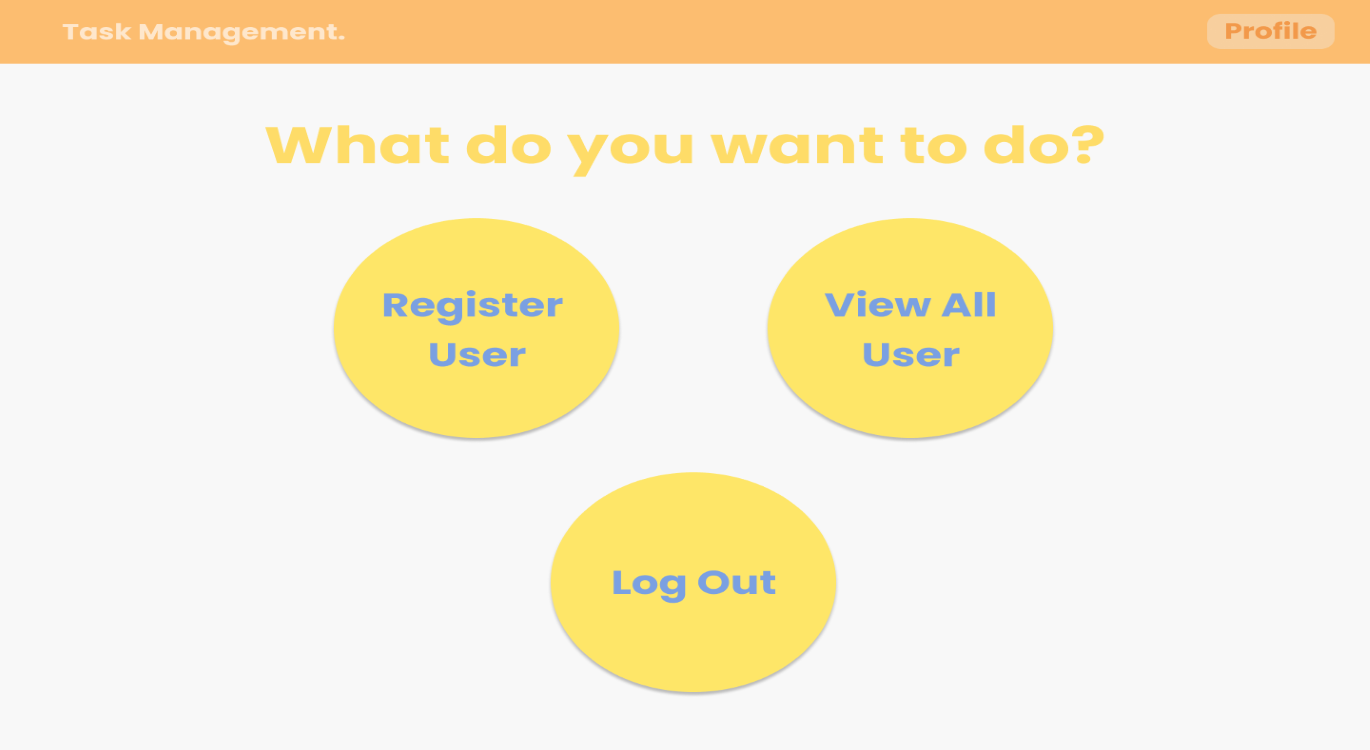 Task Management.
Profile
What do you want to do?
Register
User
View All
User
Log Out